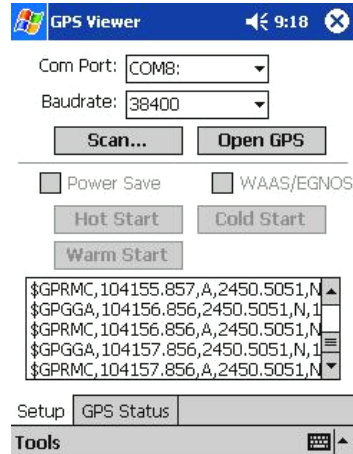 GPS Viewer 9:18
Com Port: COM8:
Baudrate: 38400
Scan... Open GPS
Power Save WAAS/EGNOS
Hot Start Cold Start
Warm Start
$GPRMC,104155.857,A,2450.5051,N
$GPGGA,104156.856,2450.5051,N,1
$GPRMC,104156.856,A,2450.5051,N
$GPGGA,104157.856,2450.5051,N,1
$GPRMC,104157.856,A,2450.5051,N
Setup GPS Status
Tools